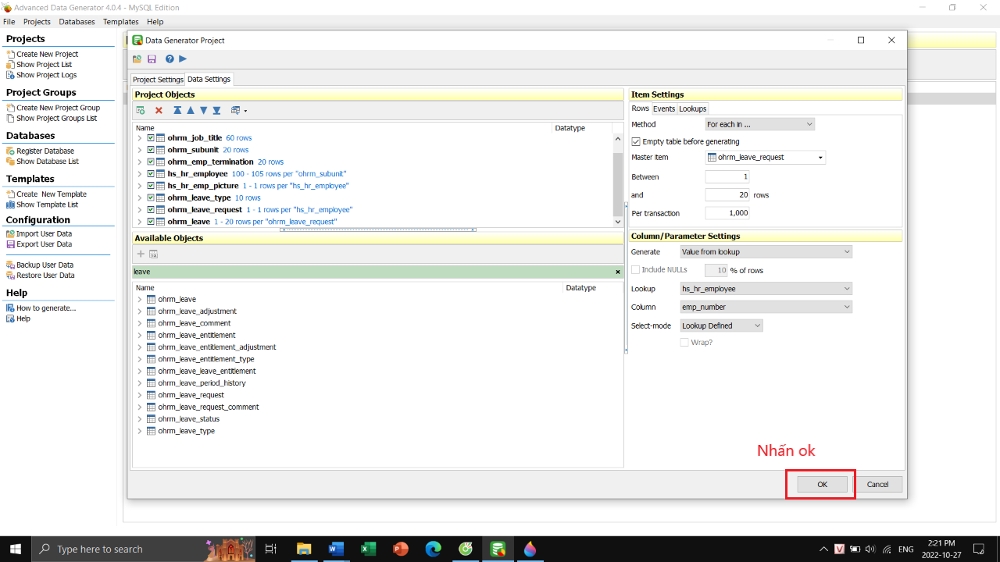 Advanced Data Generator 4.0.4 - MySQL Edition
File Projects Databases Templates Help
Projects
Create New Project
Show Project List
Show Project Logs
Project Groups
Create New Project Group
Show Project Groups List
Databases
Register Database
Show Database List
Templates
Create New Template
Show Template List
Configuration
Import User Data
Export User Data
Backup User Data
Restore User Data
Help
How to generate...
Help
Data Generator Project
Project Settings Data Settings
Project Objects
Name Datatype
ohrm_job_title 60 rows
ohrm_subunit 20 rows
ohrm_emp_termination 20 rows
hs_hr_employee 100 - 105 rows per "ohrm_subunit"
hs_hr_emp_picture 1 - 1 rows per "hs_hr_employee"
ohrm_leave_type 10 rows
ohrm_leave_request 1 - 1 rows per "hs_hr_employee"
ohrm_leave 1 - 20 rows per "ohrm_leave_request"
Available Objects
leave
Name Datatype
ohrm_leave
ohrm_leave_adjustment
ohrm_leave_comment
ohrm_leave_entitlement
ohrm_leave_entitlement_adjustment
ohrm_leave_entitlement_type
ohrm_leave_leave_entitlement
ohrm_leave_period_history
ohrm_leave_request
ohrm_leave_request_comment
ohrm_leave_status
ohrm_leave_type
Item Settings
Rows Events Lookups
Method For each in ...
Empty table before generating
Master item ohrm_leave_request
Between 1
and 20 rows
Per transaction 1,000
Column/Parameter Settings
Generate Value from lookup
Include NULLs 10 % of rows
Lookup hs_hr_employee
Column emp_number
Select-mode Lookup Defined
Wrap?
Nhấn ok
OK Cancel
Type here to search
ENG
2:21 PM
2022-10-27